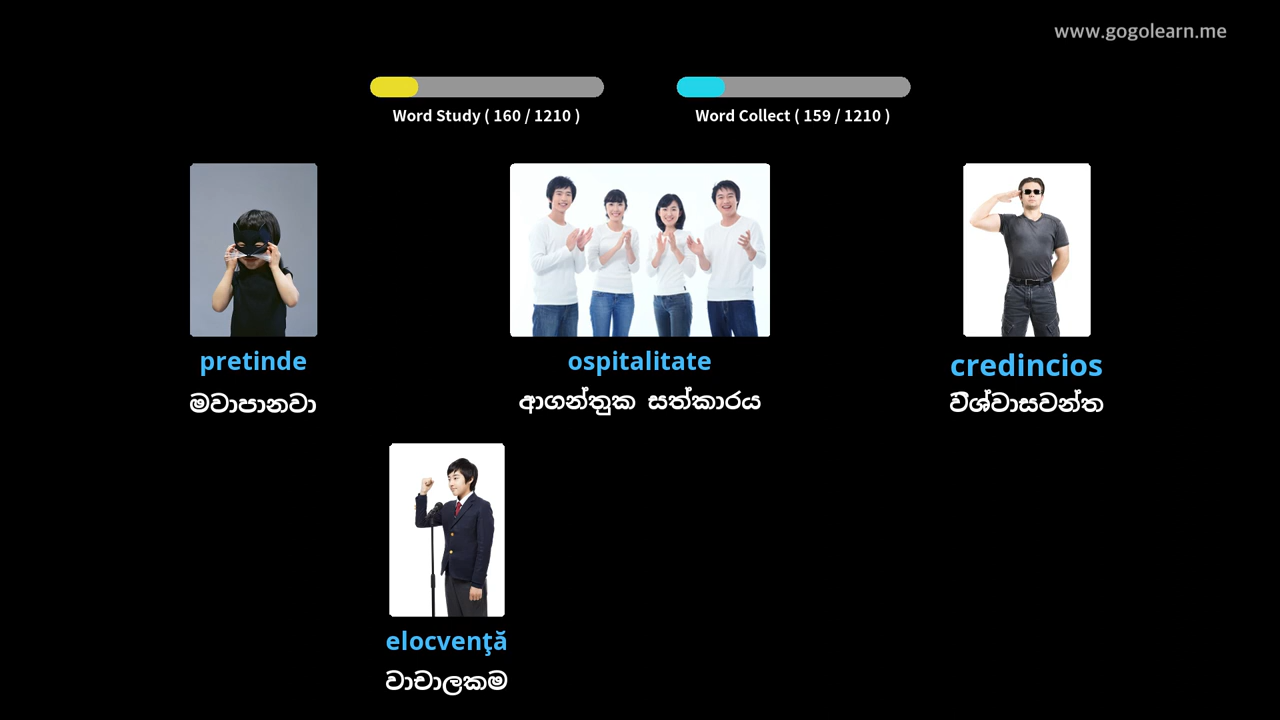 www.gogolearn.me
Word Study ( 160 / 1210 )
Word Collect ( 159 / 1210 )
pretinde
ospitalitate
credincios
මවාපානවා
ආගන්තුක සත්කාරය
විශ්වාසවන්ත
elocvenţă
වාචාලකම